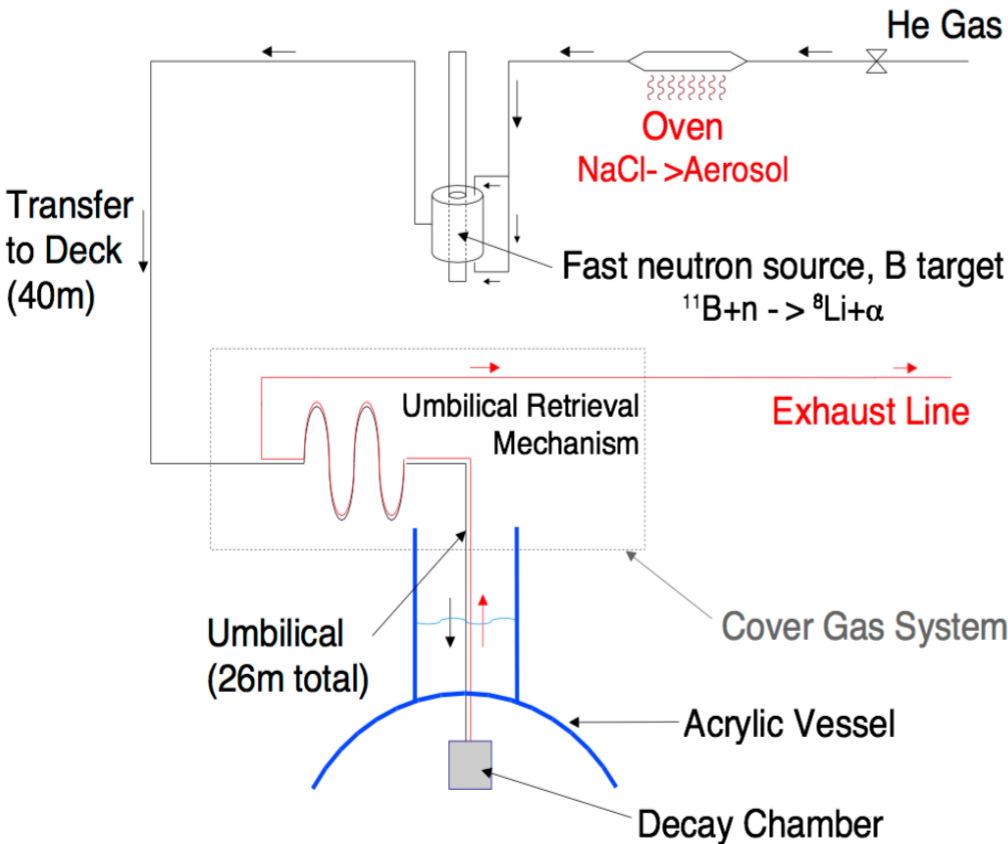 He Gas
Oven
NaCl- >Aerosol
Transfer
to Deck
(40m)
Fast neutron source, B target
¹¹B+n - > ⁸Li+α
Umbilical Retrieval
Mechanism
Exhaust Line
Umbilical
(26m total)
Cover Gas System
Acrylic Vessel
Decay Chamber